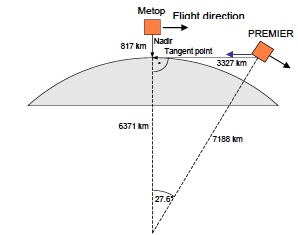 Metop
Flight direction
PREMIER
817 km
Nadir
Tangent point
3327 km
6371 km
7188 km
27.6°